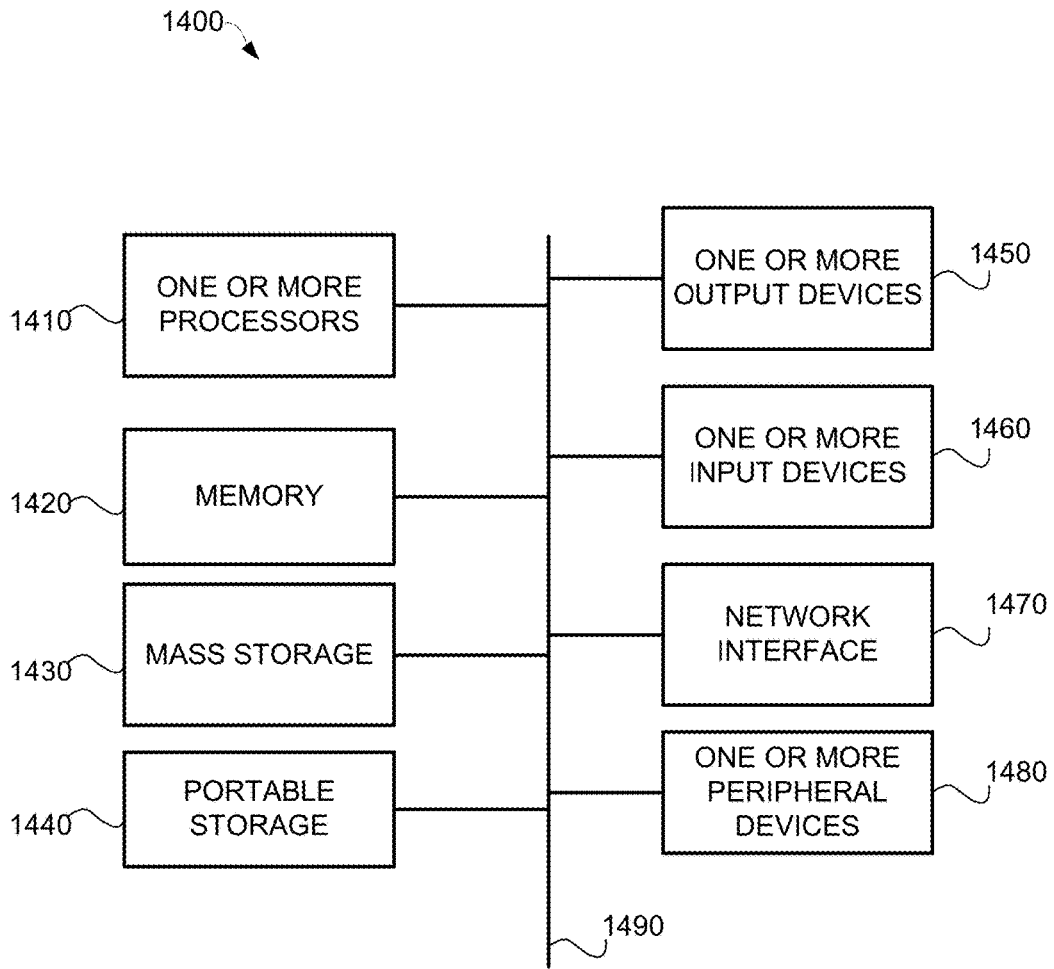 1400
ONE OR MORE
PROCESSORS
1410
MEMORY
1420
MASS STORAGE
1430
PORTABLE
STORAGE
1440
ONE OR MORE
OUTPUT DEVICES
1450
ONE OR MORE
INPUT DEVICES
1460
NETWORK
INTERFACE
1470
ONE OR MORE
PERIPHERAL
DEVICES
1480
1490